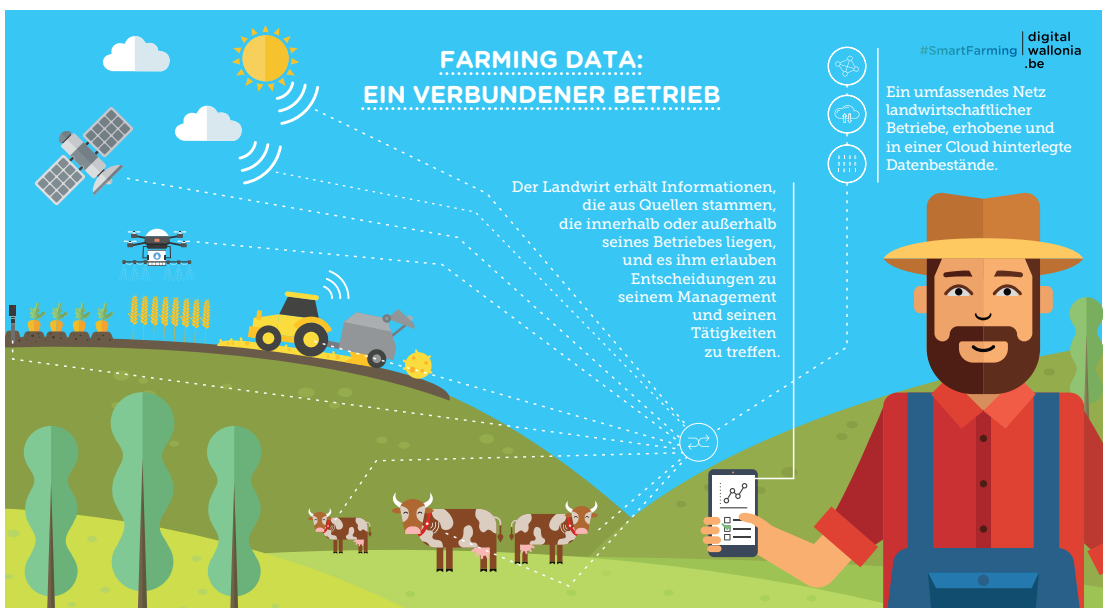 FARMING DATA:
EIN VERBUNDENER BETRIEB
#SmartFarming
digital
wallonia
.be
Ein umfassendes Netz
landwirtschaftlicher
Betriebe, erhobene und
in einer Cloud hinterlegte
Datenbestände.
Der Landwirt erhält Informationen,
die aus Quellen stammen,
die innerhalb oder außerhalb
seines Betriebes liegen,
und es ihm erlauben
Entscheidungen zu
seinem Management
und seinen
Tätigkeiten
zu treffen.